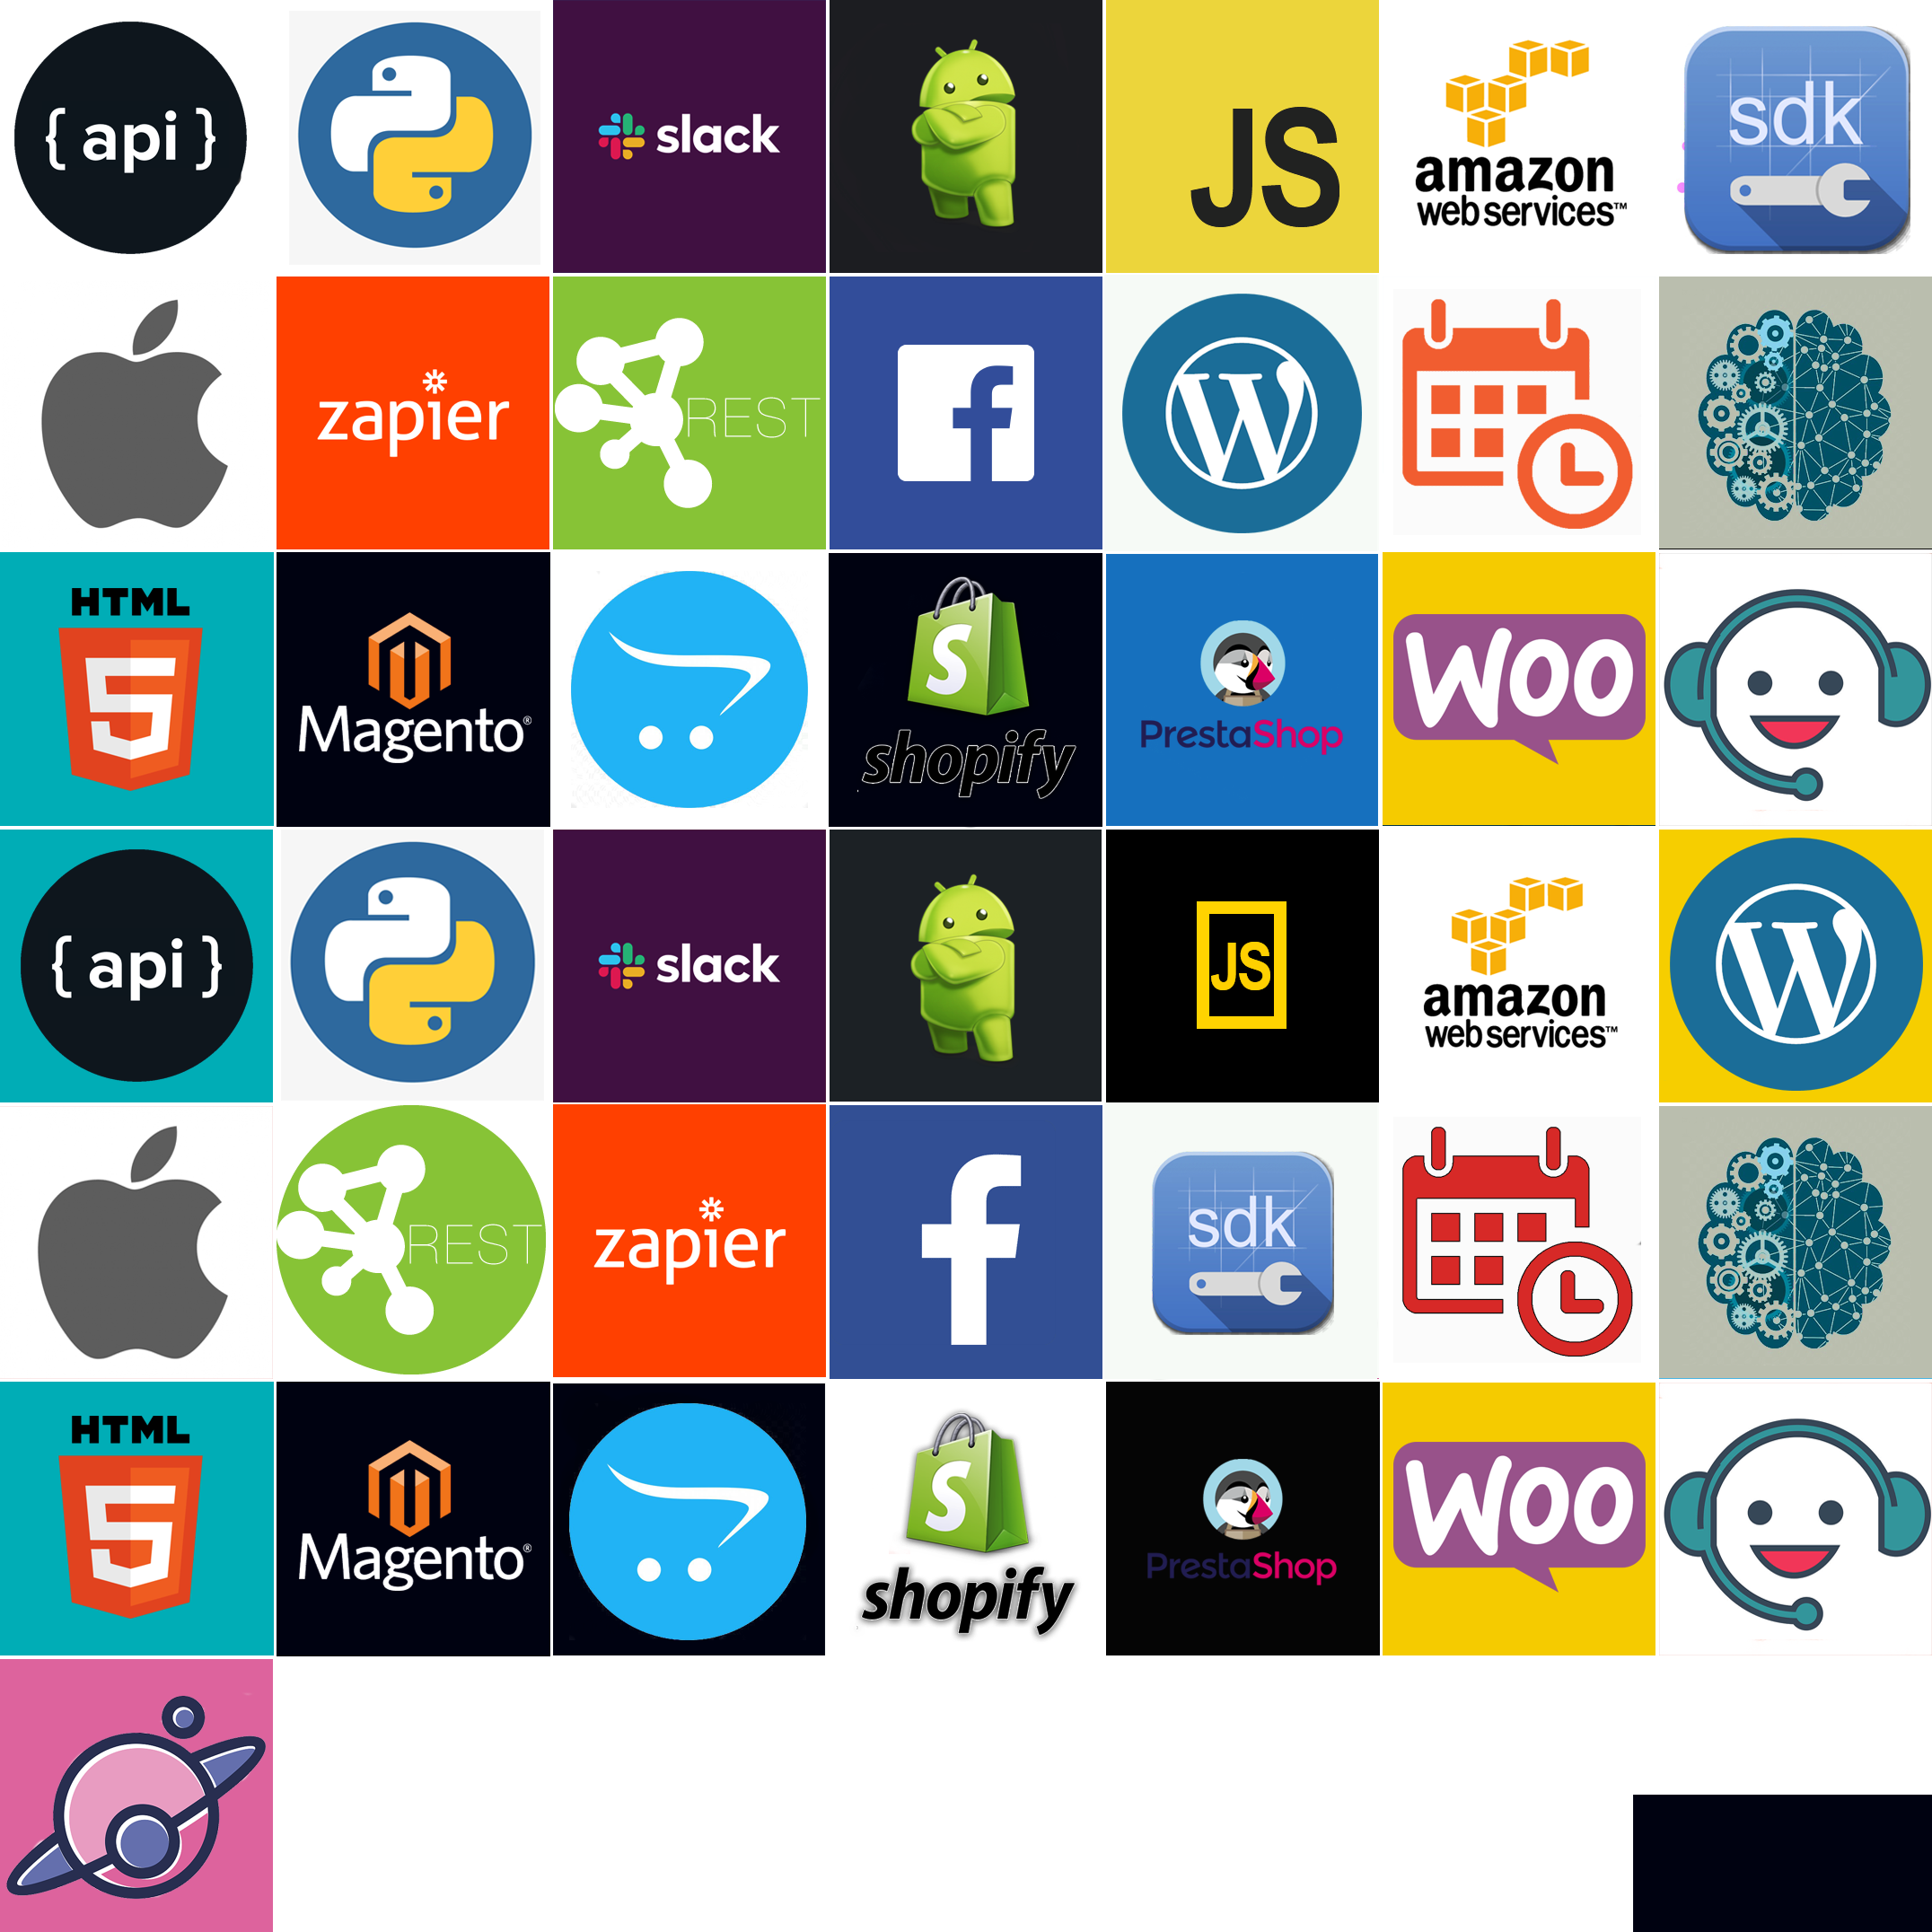 { api }
slack
JS
amazon
web services™
sdk
zapier
REST
f
W
HTML
5
Magento®
S
shopify
PrestaShop
WOO
{ api }
slack
JS
amazon
web services™
W
REST
zapier
f
sdk
HTML
5
Magento®
S
shopify
PrestaShop
WOO